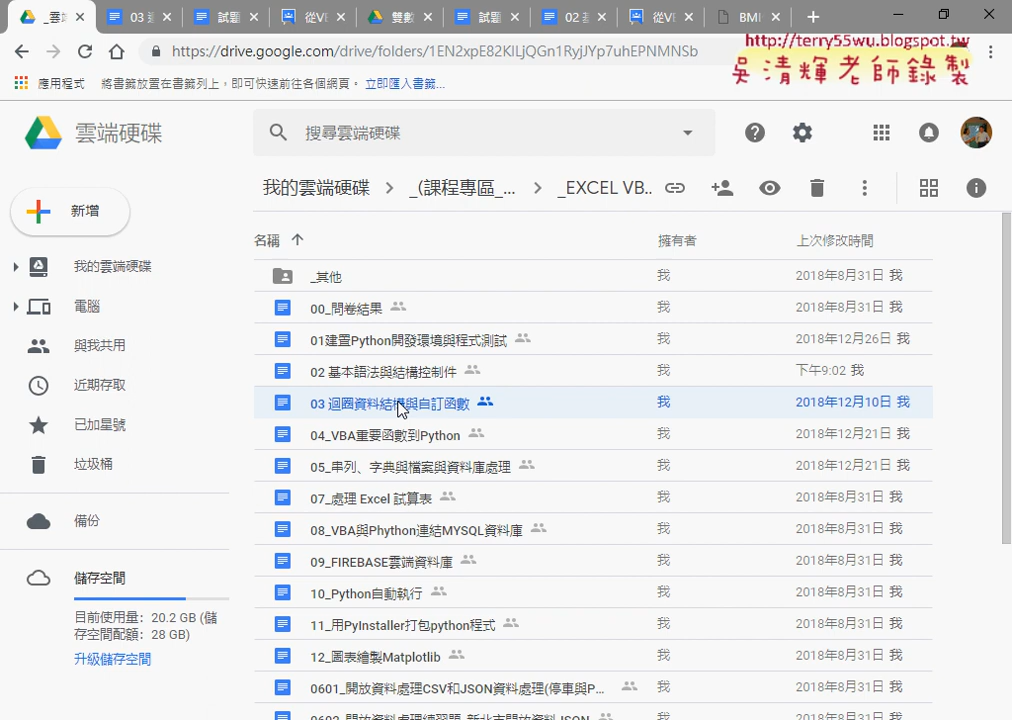 _雲站
03 迴
試題
從VE
雙數
試題
02 基
從VE
BMI
https://drive.google.com/drive/folders/1EN2xpE82KlLjQGn1RyjJYp7uhEPNMNSb
http://terry55wu.blogspot.tw
吳清輝老師錄製
應用程式 將書籤放置在書籤列上，即可快速前往各個網頁。 立即匯入書籤...
雲端硬碟
搜尋雲端硬碟
我的雲端硬碟 > _(課程專區_... > _EXCEL VB..
新增
名稱 擁有者 上次修改時間
我的雲端硬碟
電腦
與我共用
近期存取
已加星號
垃圾桶
備份
儲存空間
目前使用量：20.2 GB (儲
存空間配額：28 GB)
升級儲存空間
_其他 我 2018年8月31日 我
00_問卷結果 我 2018年8月31日 我
01建置Python開發環境與程式測試 我 2018年12月26日 我
02 基本語法與結構控制件 我 下午9:02 我
03 迴圈資料結構與自訂函數 我 2018年12月10日 我
04_VBA重要函數到Python 我 2018年12月21日 我
05_串列、字典與檔案與資料庫處理 我 2018年12月21日 我
07_處理 Excel 試算表 我 2018年8月31日 我
08_VBA與Phython連結MYSQL資料庫 我 2018年8月31日 我
09_FIREBASE雲端資料庫 我 2018年8月31日 我
10_Python自動執行 我 2018年8月31日 我
11_用PyInstaller打包python程式 我 2018年8月31日 我
12_圖表繪製Matplotlib 我 2018年8月31日 我
0601_開放資料處理CSV和JSON資料處理(停車與P... 我 2018年8月31日 我